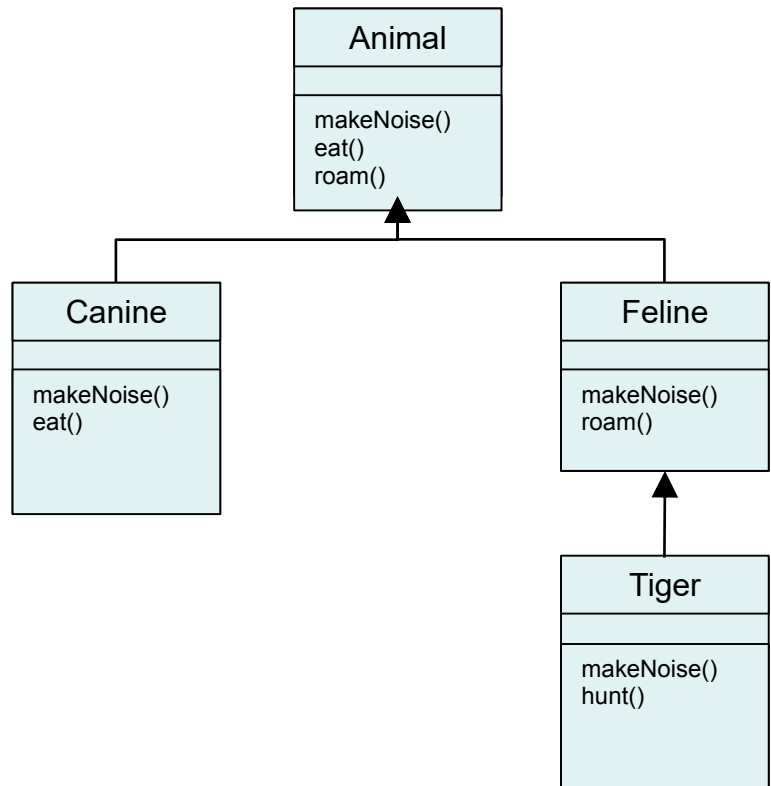 Animal
makeNoise()
eat()
roam()
Canine
makeNoise()
eat()
Feline
makeNoise()
roam()
Tiger
makeNoise()
hunt()